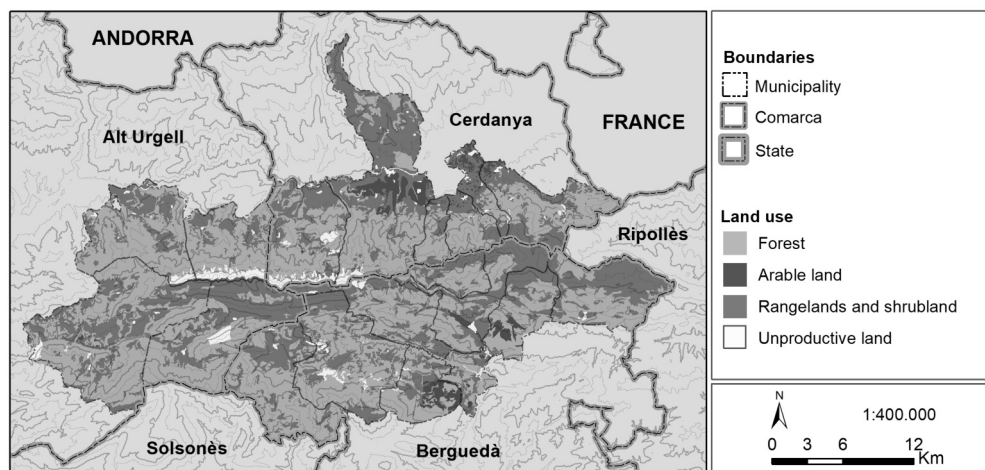 ANDORRA
Alt Urgell
Cerdanya
FRANCE
Ripollès
Solsonès
Berguedà
Boundaries
Municipality
Comarca
State
Land use
Forest
Arable land
Rangelands and shrubland
Unproductive land
N
1:400.000
0 3 6 12
Km